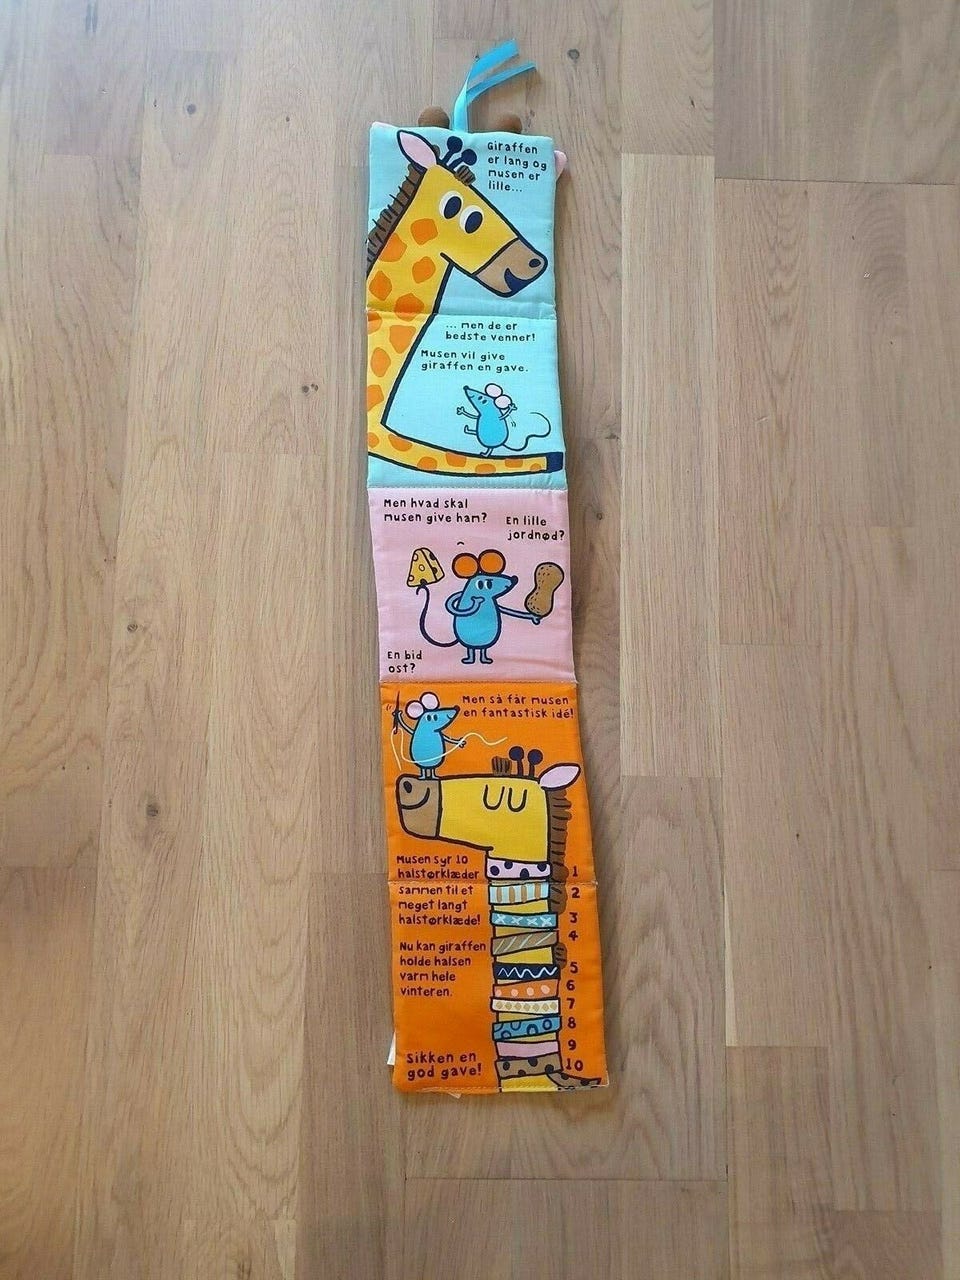 Giraffen
er lang og
musen er
lille...
... men de er
bedste venner!
Musen vil give
giraffen en gave.
Men hvad skal
musen give ham?
En lille
jordnød?
En bid
ost?
Men så får musen
en fantastisk idé!
Musen syr 10
halstørklæder
sammen til et
meget langt
halstørklæde!
Nu kan giraffen
holde halsen
varm hele
vinteren.
Sikken en
god gave!
1
2
3
4
5
6
7
8
9
10